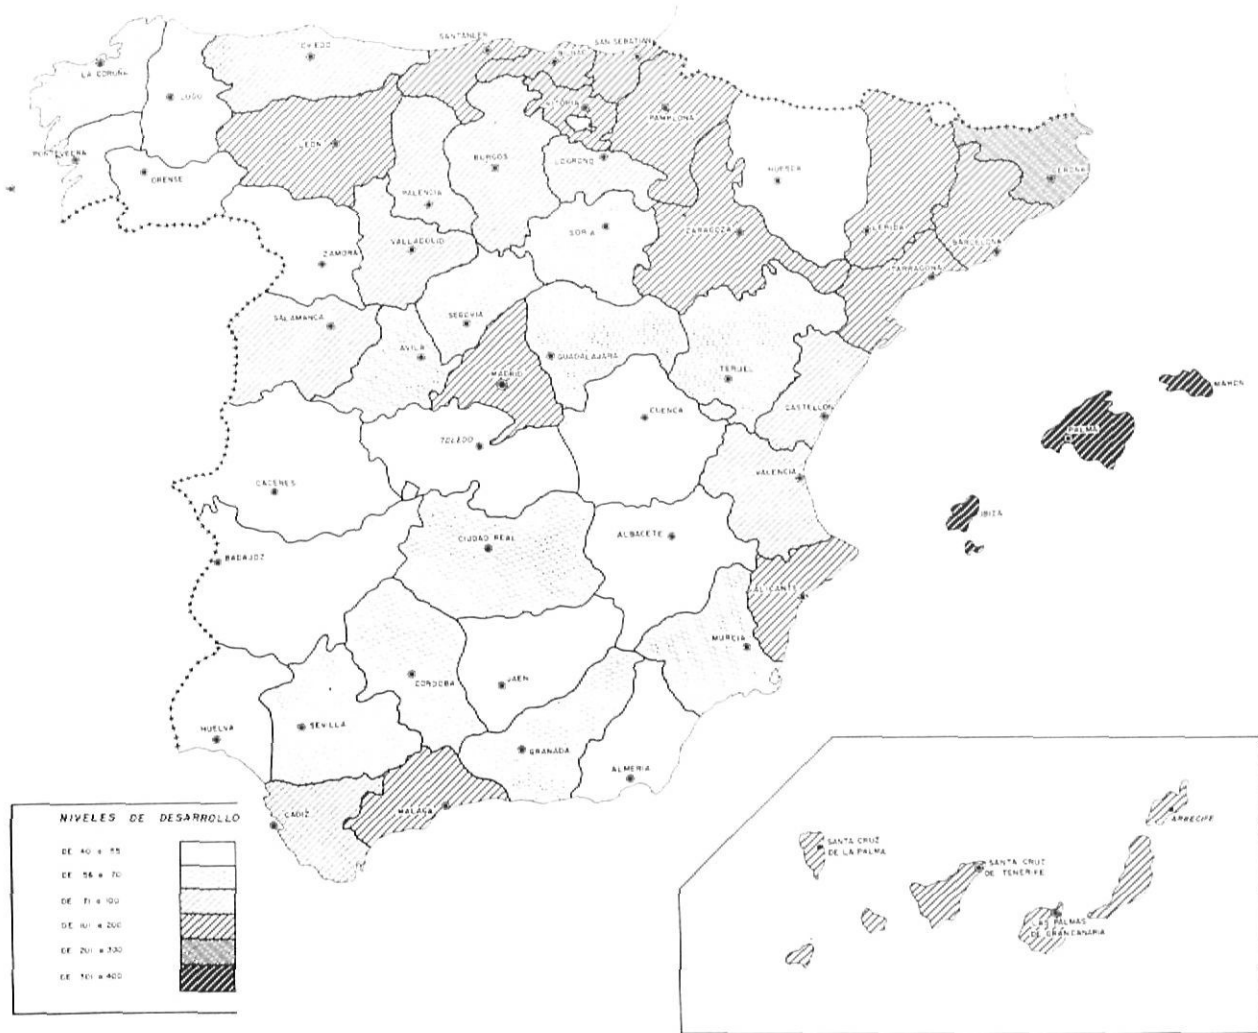 SANTANDER
SAN SEBASTIAN
OVIEDO
LA CORUÑA
LUGO
VITORIA
PAMPLONA
LEON
PONTEVEDRA
ORENSE
BURGOS
LOGROÑO
HUESCA
GERONA
PALENCIA
SORIA
ZARAGOZA
LERIDA
VALLADOLID
BARCELONA
ZAMORA
TARRAGONA
SALAMANCA
SEGOVIA
AVILA
GUADALAJARA
TERUEL
MADRID
MAHON
CUENCA
CASTELLON
PALMA
TOLEDO
VALENCIA
CACERES
IBIZA
CIUDAD REAL
ALBACETE
BADAJOZ
ALICANTE
MURCIA
CORDOBA
JAEN
HUELVA
SEVILLA
GRANADA
ALMERIA
MALAGA
CADIZ
NIVELES DE DESARROLLO
DE 40 a 55
DE 56 a 70
DE 71 a 100
DE 101 a 200
DE 201 a 300
DE 301 a 400
ARRECIFE
SANTA CRUZ
DE LA PALMA
SANTA CRUZ
DE TENERIFE
LAS PALMAS
DE GRANCANARIA